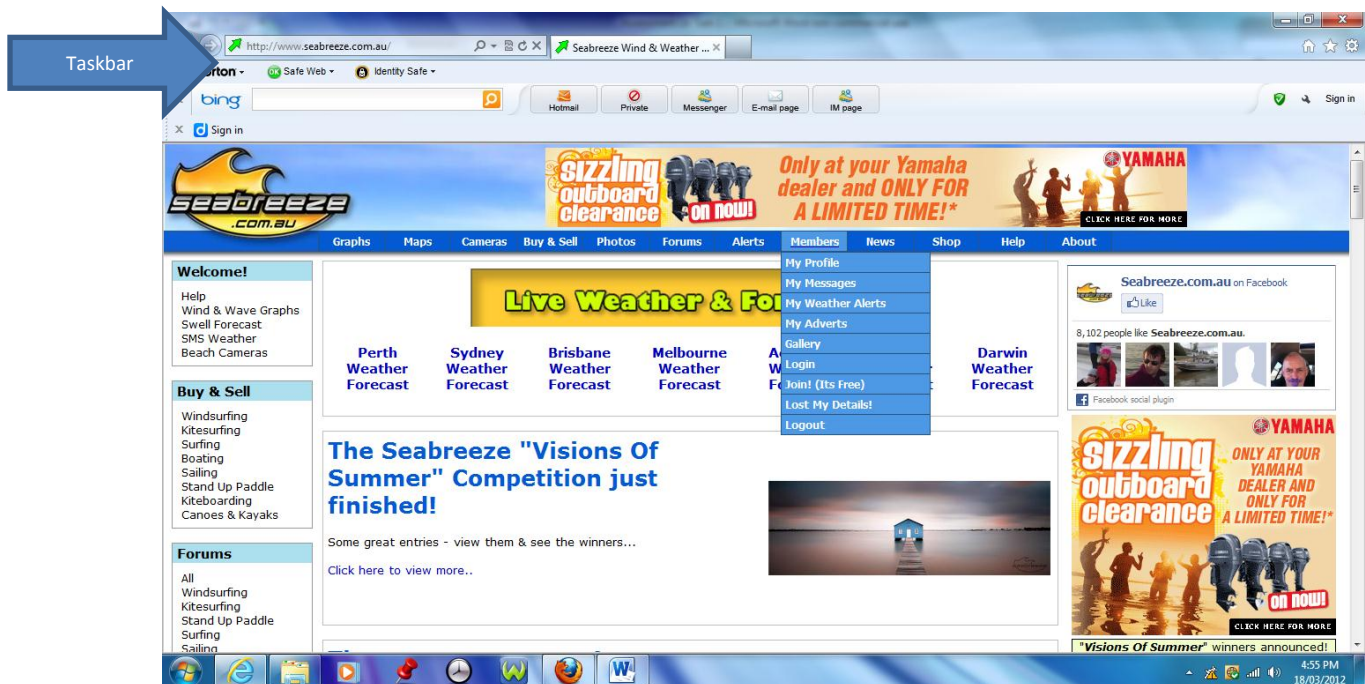 Taskbar
http://www.seabreeze.com.au/
Seabreeze Wind & Weather ...
Safe Web
Identity Safe
bing
Hotmail
Private
Messenger
E-mail page
IM page
Sign in
Sign in
seabreeze
.com.au
sizzling
outboard
clearance
on now!
Only at your Yamaha
dealer and ONLY FOR
A LIMITED TIME!*
YAMAHA
CLICK HERE FOR MORE
Graphs Maps Cameras Buy & Sell Photos Forums Alerts Members News Shop Help About
My Profile
My Messages
My Weather Alerts
My Adverts
Gallery
Login
Join! (Its Free)
Lost My Details!
Logout
Welcome!
Help
Wind & Wave Graphs
Swell Forecast
SMS Weather
Beach Cameras
Buy & Sell
Windsurfing
Kitesurfing
Surfing
Boating
Sailing
Stand Up Paddle
Kiteboarding
Canoes & Kayaks
Forums
All
Windsurfing
Kitesurfing
Stand Up Paddle
Surfing
Sailing
Live Weather &
Perth
Weather
Forecast
Sydney
Weather
Forecast
Brisbane
Weather
Forecast
Melbourne
Weather
Forecast
Darwin
Weather
Forecast
The Seabreeze "Visions Of
Summer" Competition just
finished!
Some great entries - view them & see the winners...
Click here to view more..
Seabreeze.com.au on Facebook
Like
8,102 people like Seabreeze.com.au.
Facebook social plugin
YAMAHA
sizzling
outboard
clearance
ONLY AT YOUR
YAMAHA
DEALER AND
ONLY FOR
A LIMITED TIME!*
on now!
CLICK HERE FOR MORE
"Visions Of Summer" winners announced!
4:55 PM
18/03/2012